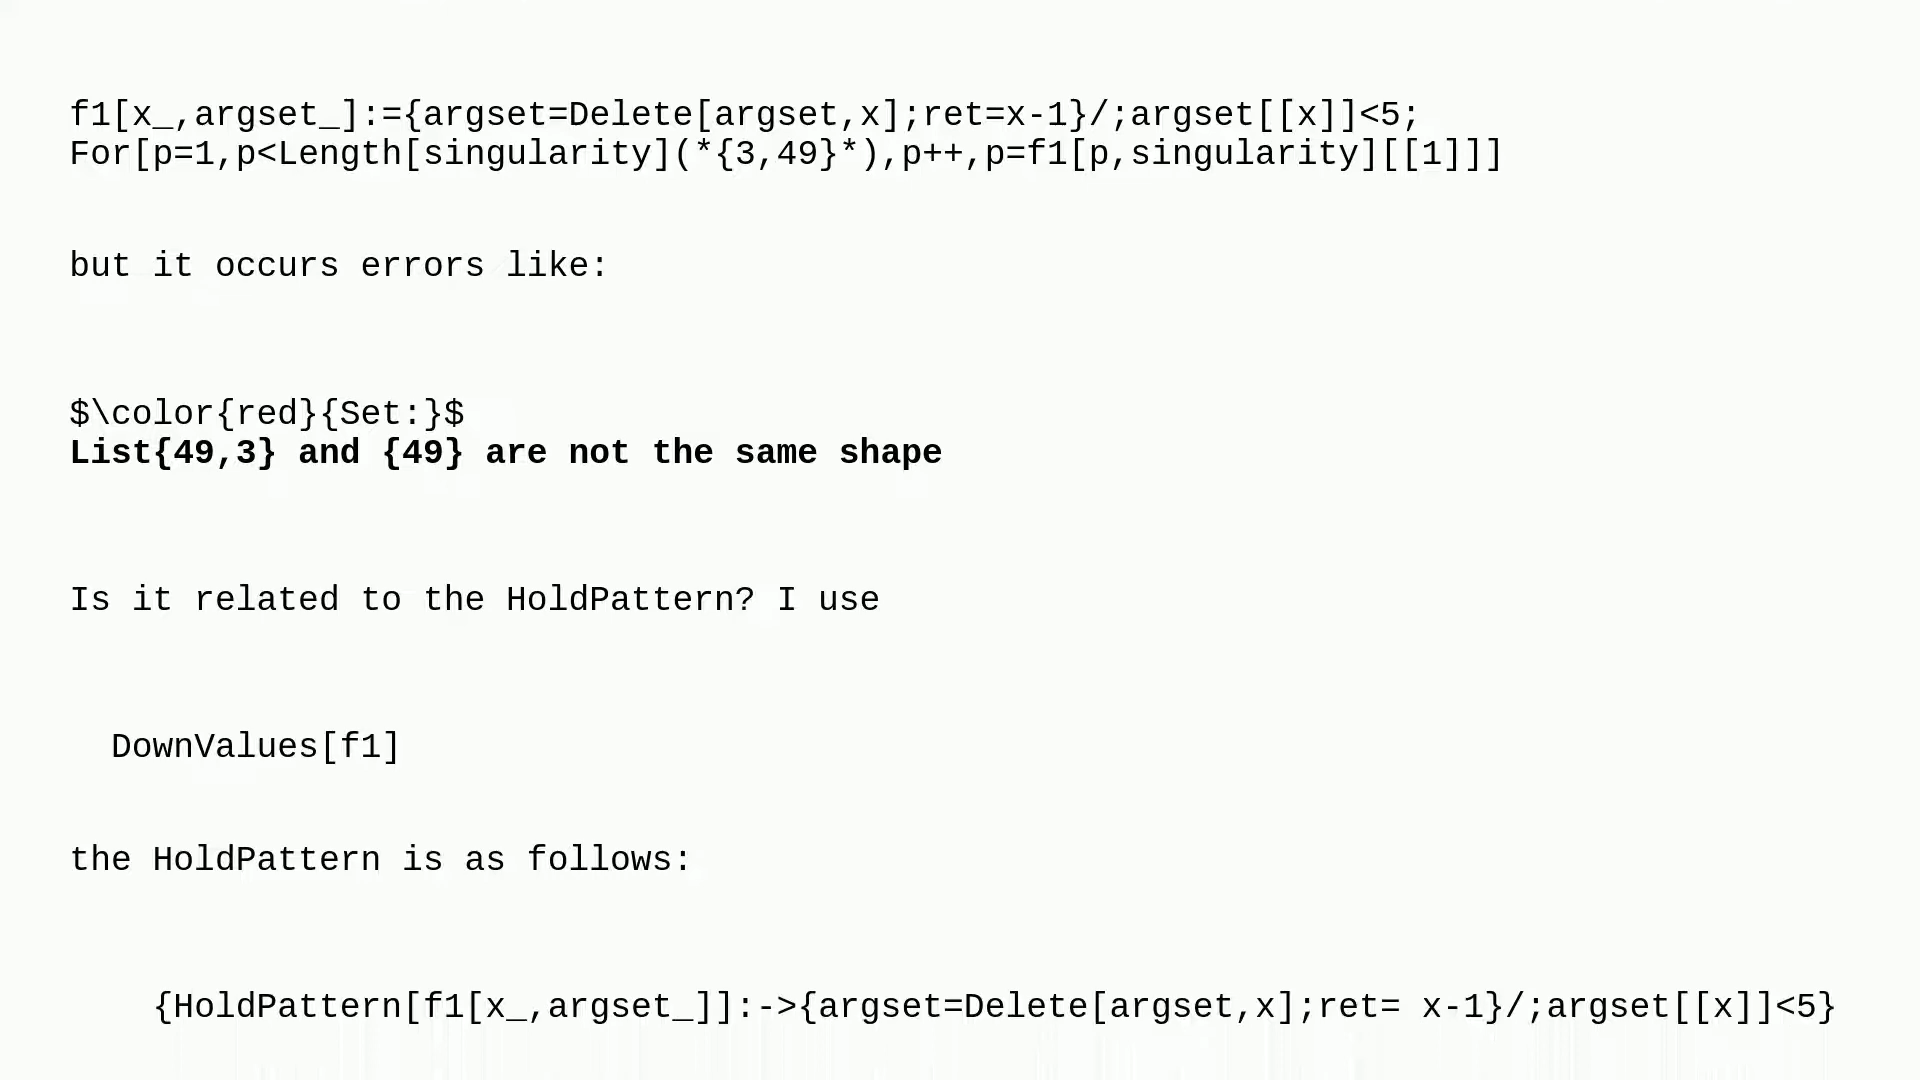 f1[x_,argset_]:={argset=Delete[argset,x];ret=x-1}/;argset[[x]]<5;
For[p=1,p<Length[singularity](*{3,49}*),p++,p=f1[p,singularity][[1]]]
but it occurs errors like:
$\color{red}{Set:}$
List{49,3} and {49} are not the same shape
Is it related to the HoldPattern? I use
DownValues[f1]
the HoldPattern is as follows:
{HoldPattern[f1[x_,argset_]]:->{argset=Delete[argset,x];ret= x-1}/;argset[[x]]<5}